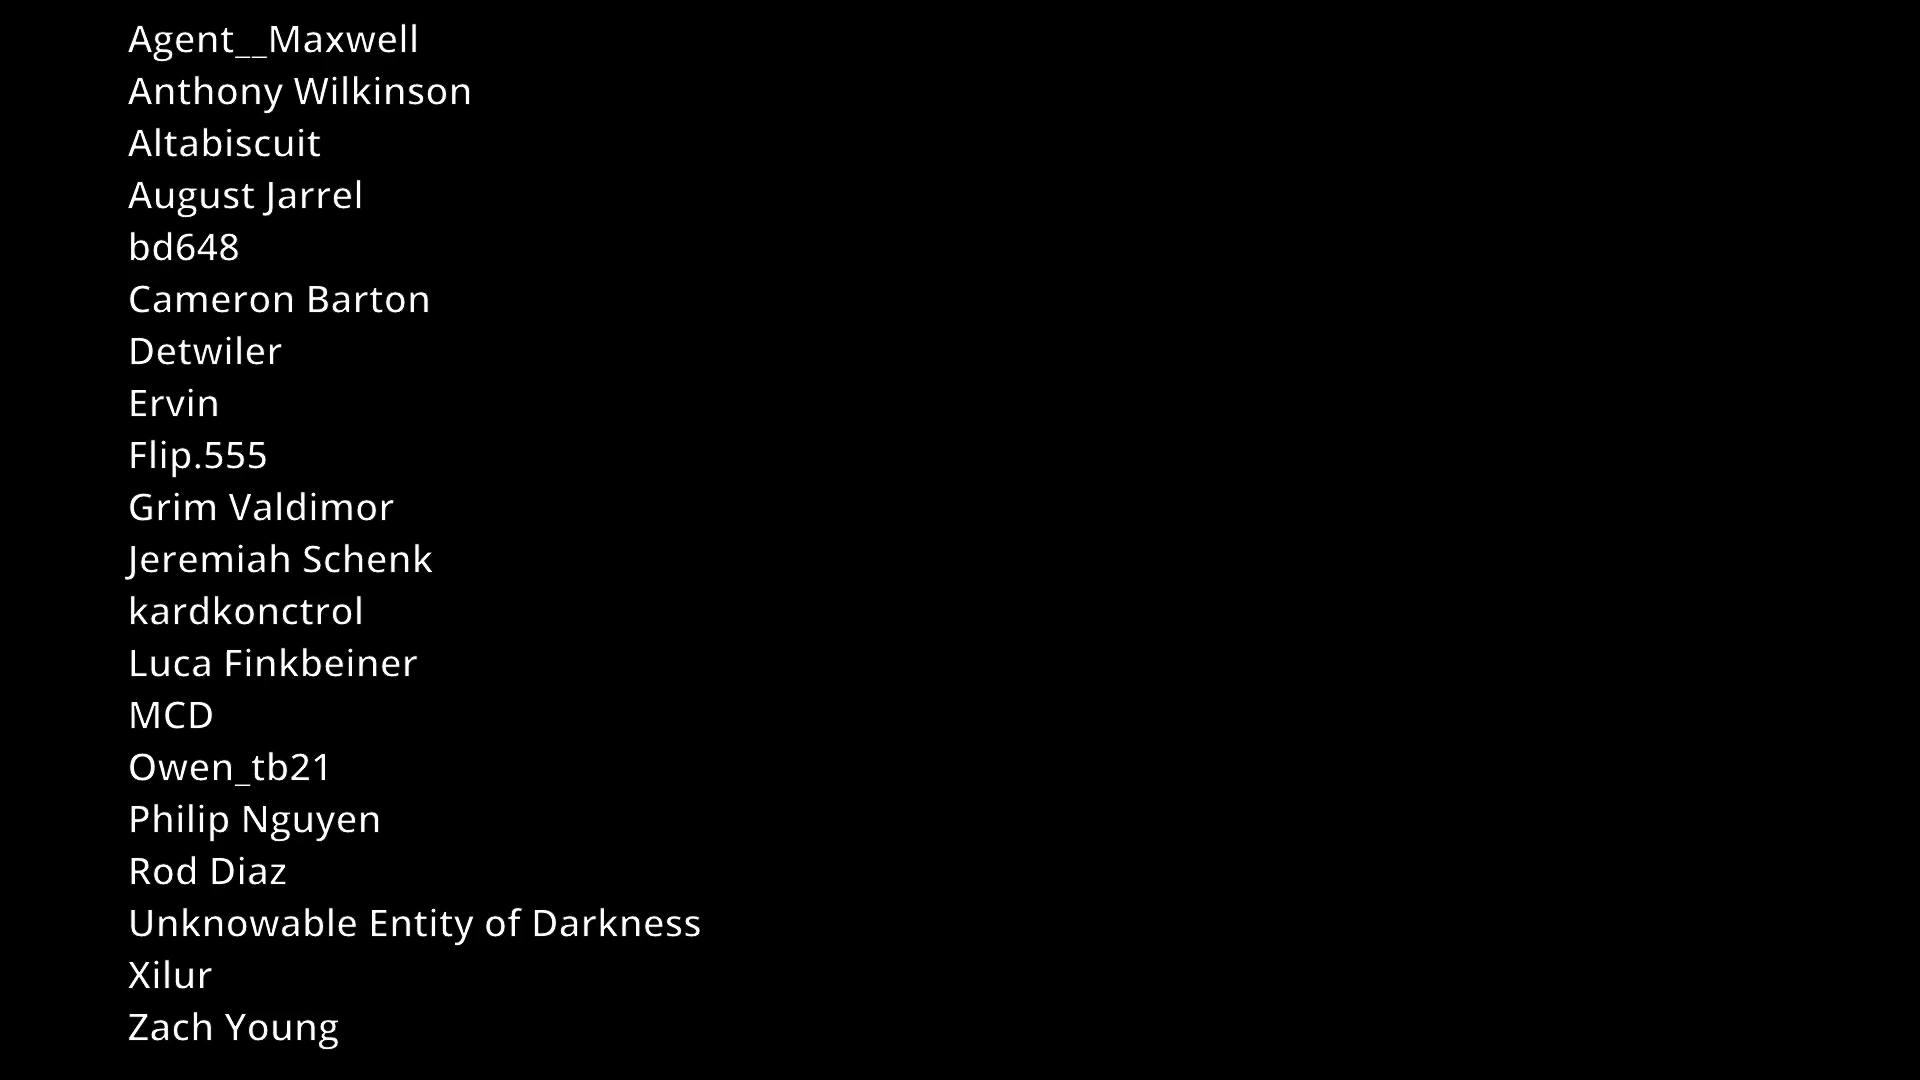 Agent__Maxwell
Anthony Wilkinson
Altabiscuit
August Jarrel
bd648
Cameron Barton
Detwiler
Ervin
Flip.555
Grim Valdimor
Jeremiah Schenk
kardkonctrol
Luca Finkbeiner
MCD
Owen_tb21
Philip Nguyen
Rod Diaz
Unknowable Entity of Darkness
Xilur
Zach Young